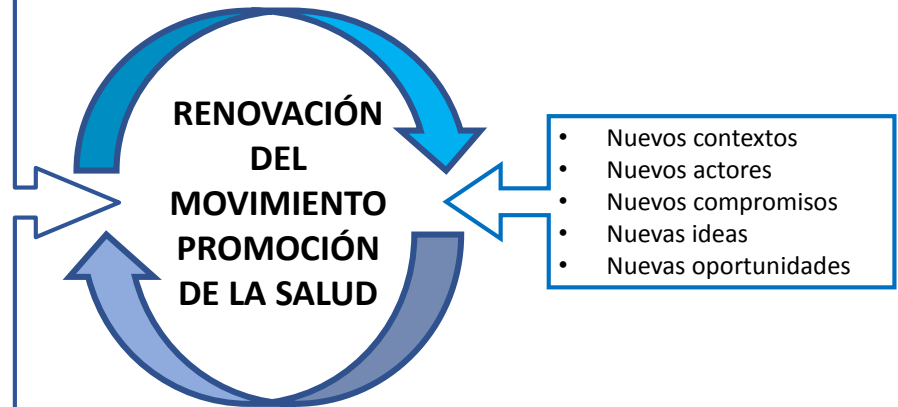 RENOVACIÓN
DEL
MOVIMIENTO
PROMOCIÓN
DE LA SALUD
• Nuevos contextos
• Nuevos actores
• Nuevos compromisos
• Nuevas ideas
• Nuevas oportunidades